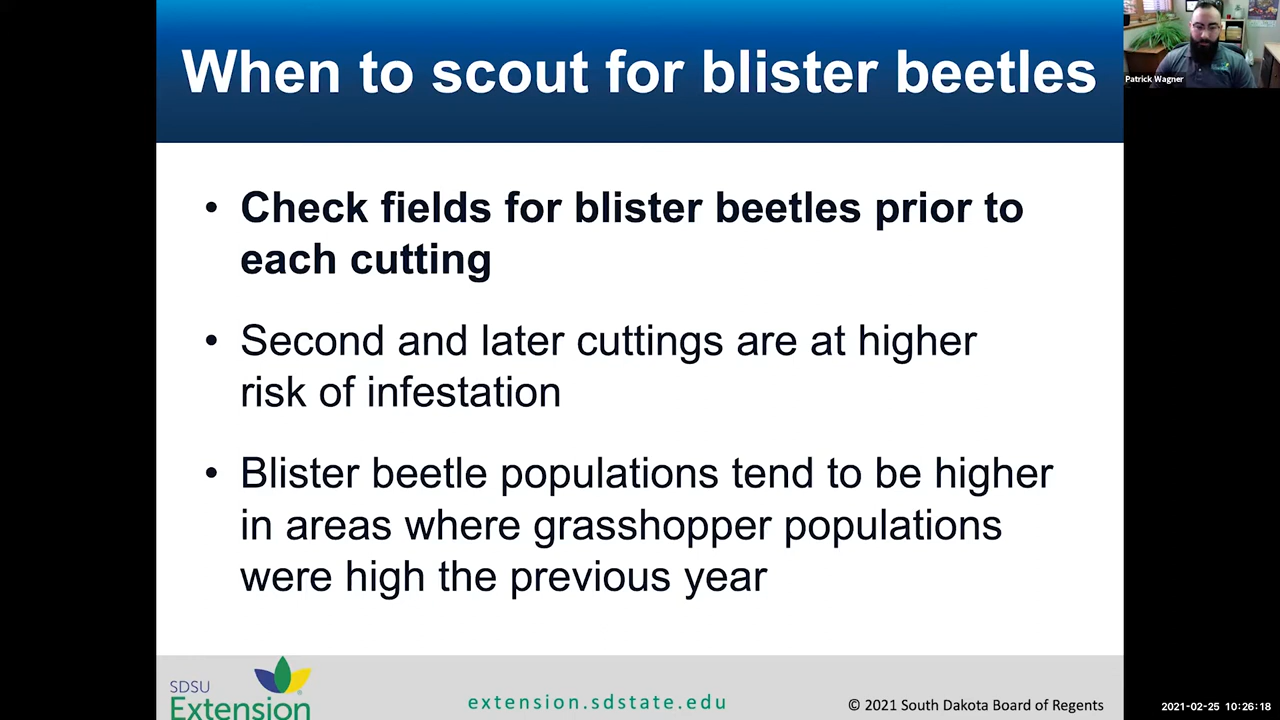 When to scout for blister beetles
Patrick Wagner
• Check fields for blister beetles prior to
each cutting
• Second and later cuttings are at higher
risk of infestation
• Blister beetle populations tend to be higher
in areas where grasshopper populations
were high the previous year
SDSU
Extension
extension.sdstate.edu
© 2021 South Dakota Board of Regents
2021-02-25 10:26:18